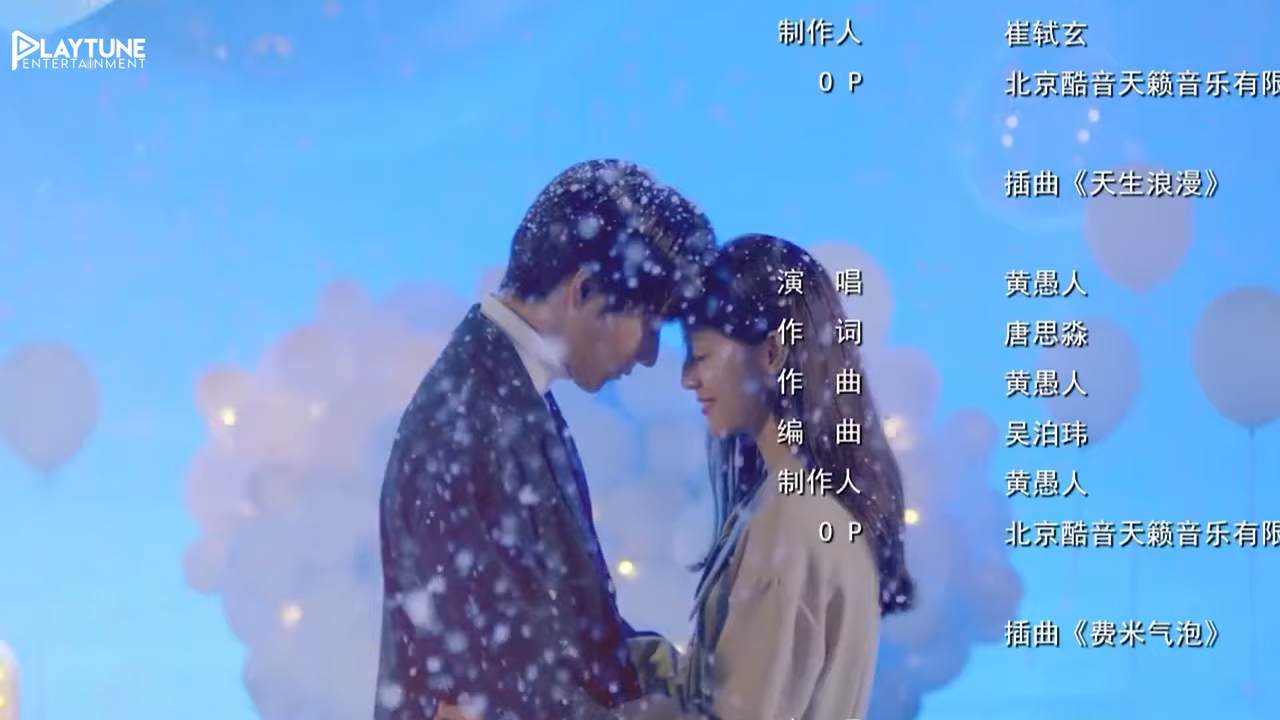 PLAYTUNE
ENTERTAINMENT
制作人 崔轼玄
O P 北京酷音天籁音乐有限
插曲《天生浪漫》
演 唱 黄愚人
作 词 唐思淼
作 曲 黄愚人
编 曲 吴泊玮
制作人 黄愚人
O P 北京酷音天籁音乐有限
插曲《费米气泡》